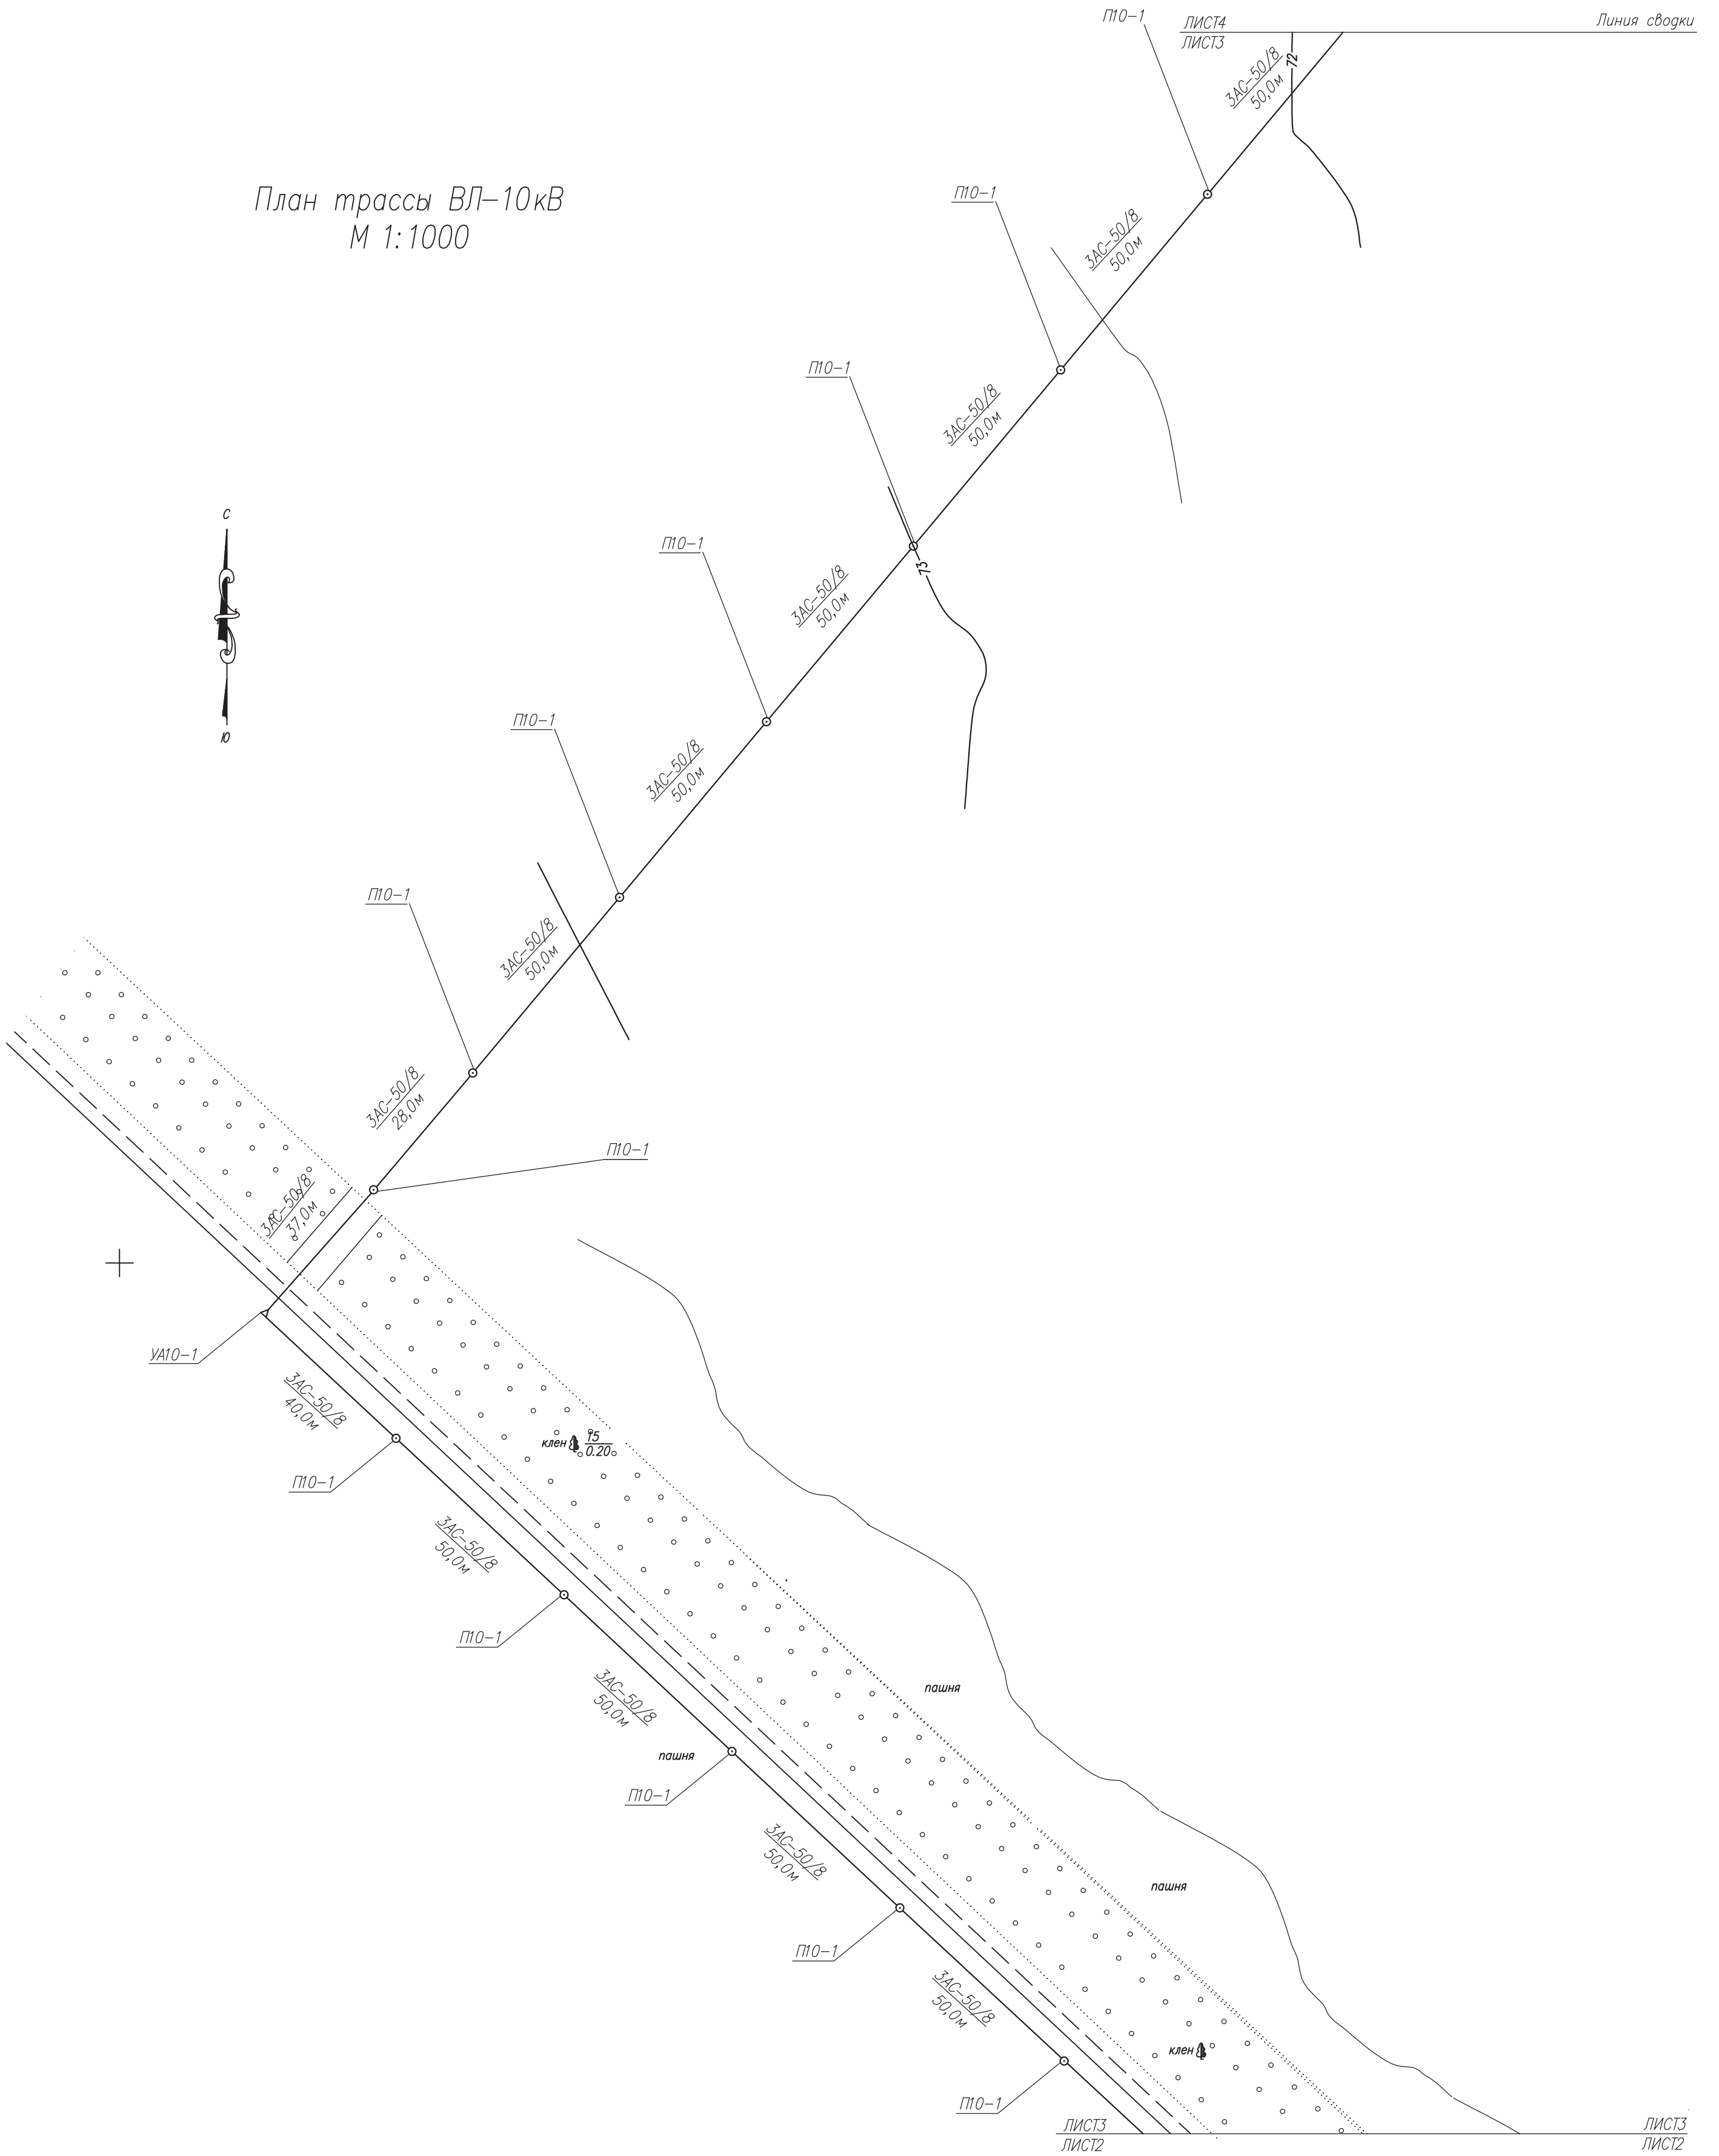 П10-1
ЛИСТ4
Линия сводки
ЛИСТ3
72
3АС-50/8
50,0м
План трассы ВЛ-10кВ
М 1:1000
П10-1
3АС-50/8
50,0м
П10-1
3АС-50/8
50,0м
С
П10-1
73
3АС-50/8
50,0м
Ю
П10-1
3АС-50/8
50,0м
П10-1
3АС-50/8
50,0м
3АС-50/8
28,0м
П10-1
3АС-50/8
37,0м
УА10-1
3АС-50/8
40,0м
клен 15
0.20
П10-1
3АС-50/8
50,0м
П10-1
пашня
3АС-50/8
50,0м
пашня
П10-1
3АС-50/8
50,0м
пашня
П10-1
3АС-50/8
50,0м
клен
П10-1
ЛИСТ3
ЛИСТ3
ЛИСТ2
ЛИСТ2